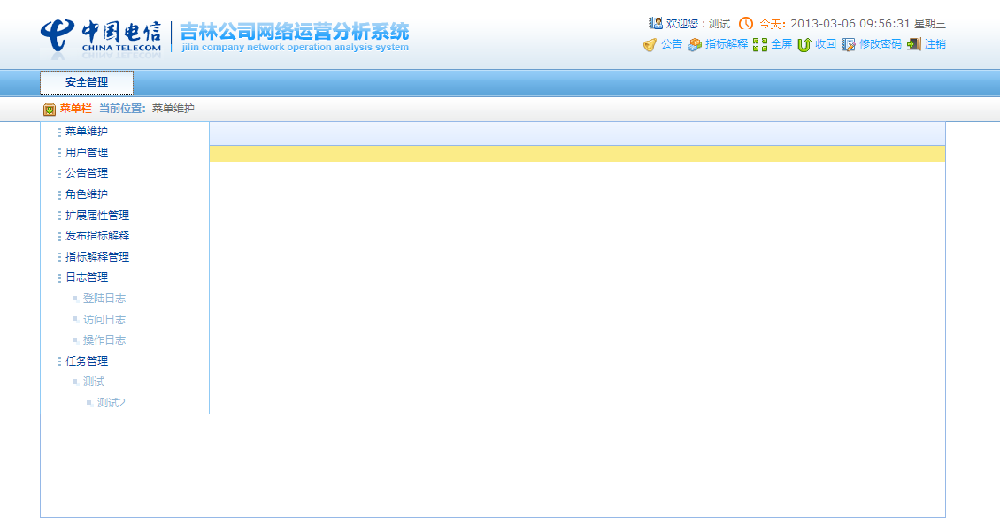 中国电信
CHINA TELECOM
吉林公司网络运营分析系统
jilin company network operation analysis system
欢迎您：测试 今天：2013-03-06 09:56:31 星期三
公告 指标解释 全屏 收回 修改密码 注销
安全管理
菜单栏 当前位置：菜单维护
菜单维护
用户管理
公告管理
角色维护
扩展属性管理
发布指标解释
指标解释管理
日志管理
登陆日志
访问日志
操作日志
任务管理
测试
测试2